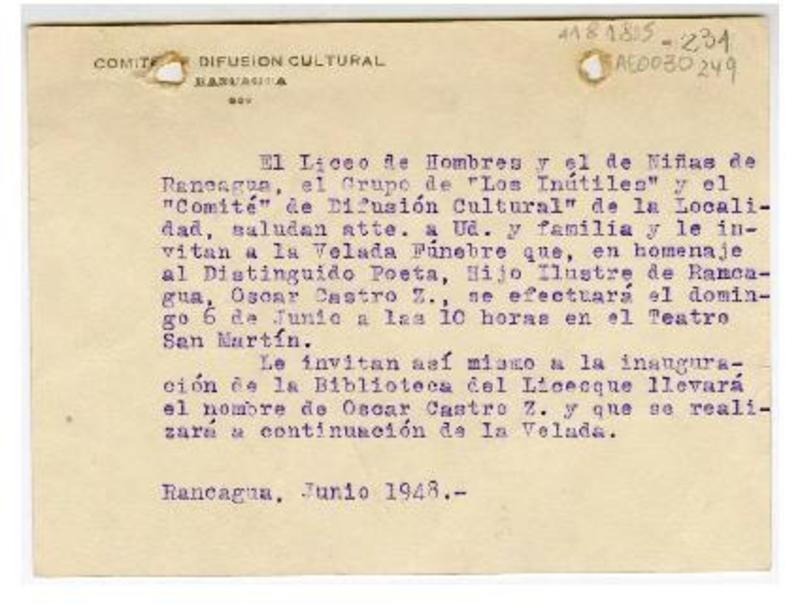 1181815 - 231
COMITE DIFUSION CULTURAL
RANCAGUA
AE0030249
El Liceo de Hombres y el de Niñas de
Rancagua, el Grupo de "Los Inútiles" y el
"Comité" de Difusión Cultural" de la Locali-
dad, saludan atte. a Ud. y familia y le in-
vitan a la Velada Fúnebre que, en homenaje
al Distinguido Poeta, Hijo Ilustre de Ranca-
gua, Oscar Castro Z., se efectuará el domin-
go 6 de Junio a las 10 horas en el Teatro
San Martín.
Le invitan así mismo a la inaugura-
ción de la Biblioteca del Liceoque llevará
el nombre de Oscar Castro Z. y que se reali-
zará a continuación de la Velada.
Rancagua, Junio 1948.-